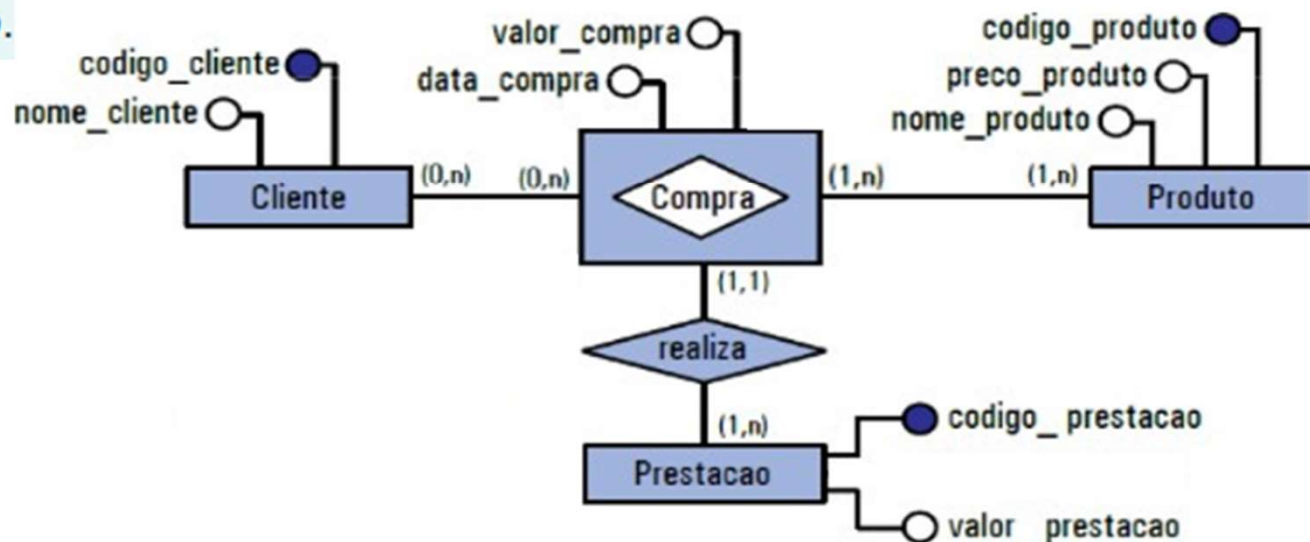 valor_compra
codigo_produto
codigo_cliente
data_compra
preco_produto
nome_cliente
nome_produto
Cliente
(0,n)
(0,n)
Compra
(1,n)
(1,n)
Produto
(1,1)
realiza
(1,n)
codigo_ prestacao
Prestacao
valor prestacao